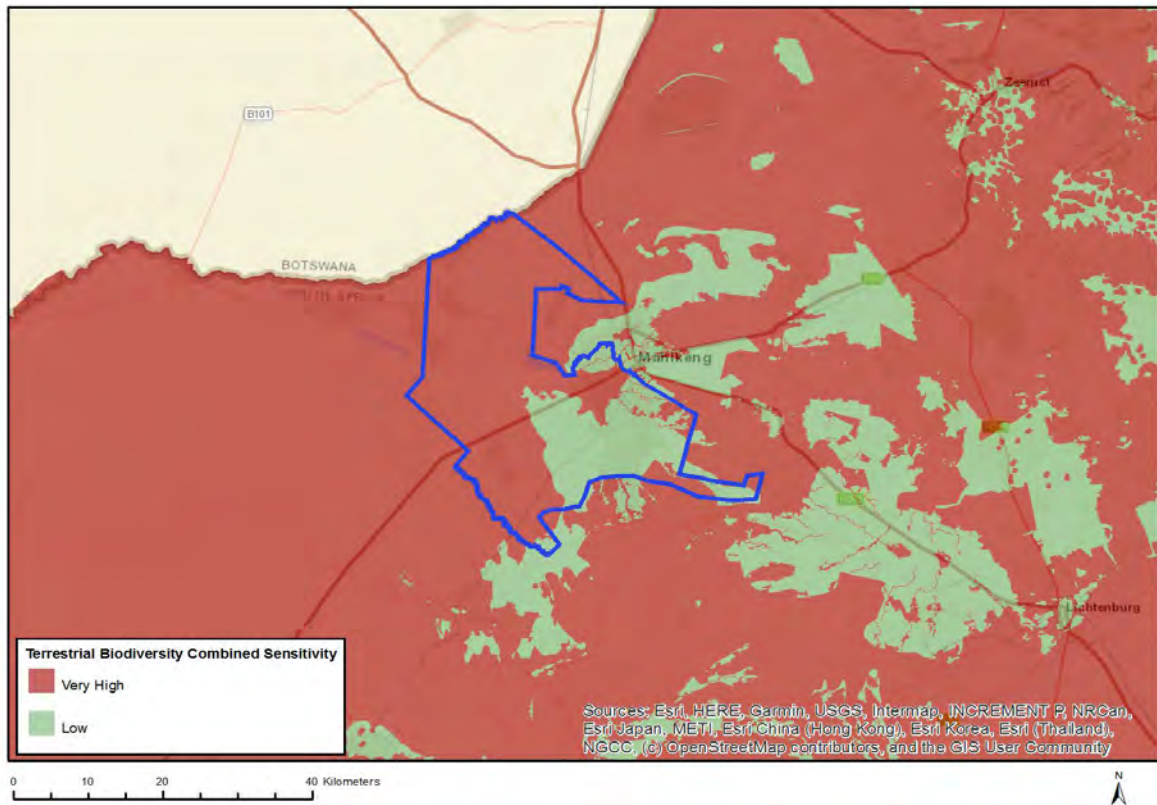 B101
Zeerust
BOTSWANA
Mahikeng
Lichtenburg
Terrestrial Biodiversity Combined Sensitivity
Very High
Low
Sources: Esri, HERE, Garmin, USGS, Intermap, INCREMENT P, NRCan,
Esri Japan, METI, Esri China (Hong Kong), Esri Korea, Esri (Thailand),
NGCC, (c) OpenStreetMap contributors, and the GIS User Community
0 10 20 40 Kilometers
N